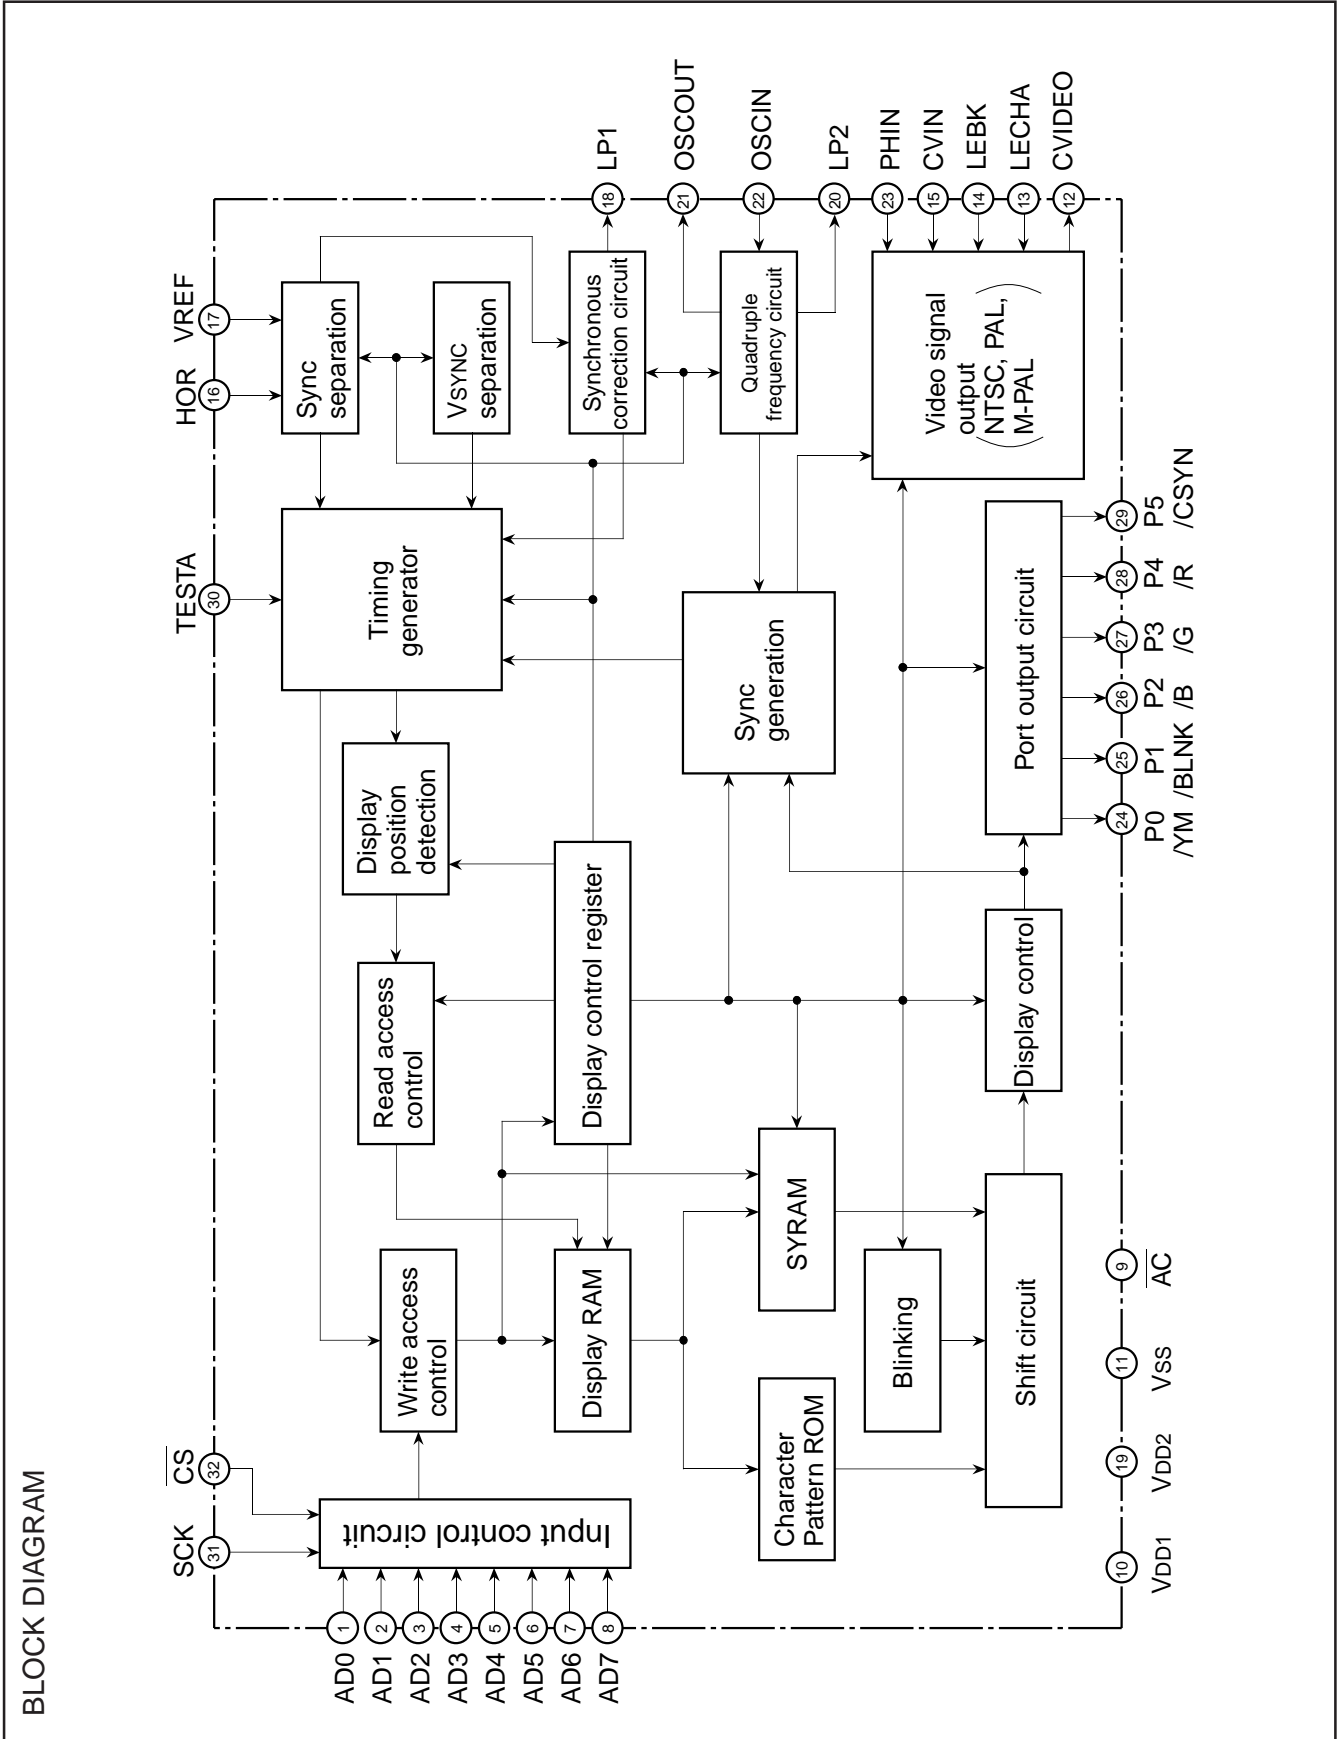 BLOCK DIAGRAM
SCK
31
CS
32
TESTA
30
HOR
16
VREF
17
AD0
1
AD1
2
AD2
3
AD3
4
AD4
5
AD5
6
AD6
7
AD7
8
Input control circuit
Write access
control
Read access
control
Display
position
detection
Timing
generator
Sync
separation
VSYNC
separation
Synchronous
correction circuit
Quadruple
frequency circuit
Display RAM
Display control register
Character
Pattern ROM
SYRAM
Sync
generation
Blinking
Video signal
output
(NTSC, PAL,
M-PAL)
Shift circuit
Display control
Port output circuit
18
LP1
21
OSCOUT
22
OSCIN
20
LP2
23
PHIN
15
CVIN
14
LEBK
13
LECHA
12
CVIDEO
10
VDD1
19
VDD2
11
VSS
9
AC
24
P0
/YM
25
P1
/BLNK
26
P2
/B
27
P3
/G
28
P4
/R
29
P5
/CSYN